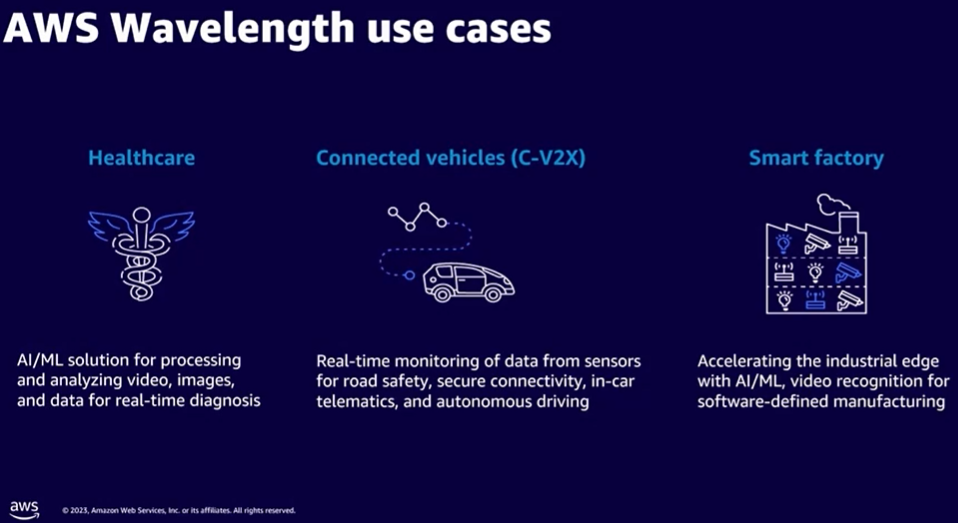 AWS Wavelength use cases
Healthcare
AI/ML solution for processing
and analyzing video, images,
and data for real-time diagnosis
Connected vehicles (C-V2X)
Real-time monitoring of data from sensors
for road safety, secure connectivity, in-car
telematics, and autonomous driving
Smart factory
Accelerating the industrial edge
with AI/ML, video recognition for
software-defined manufacturing
aws
© 2023, Amazon Web Services, Inc. or its affiliates. All rights reserved.